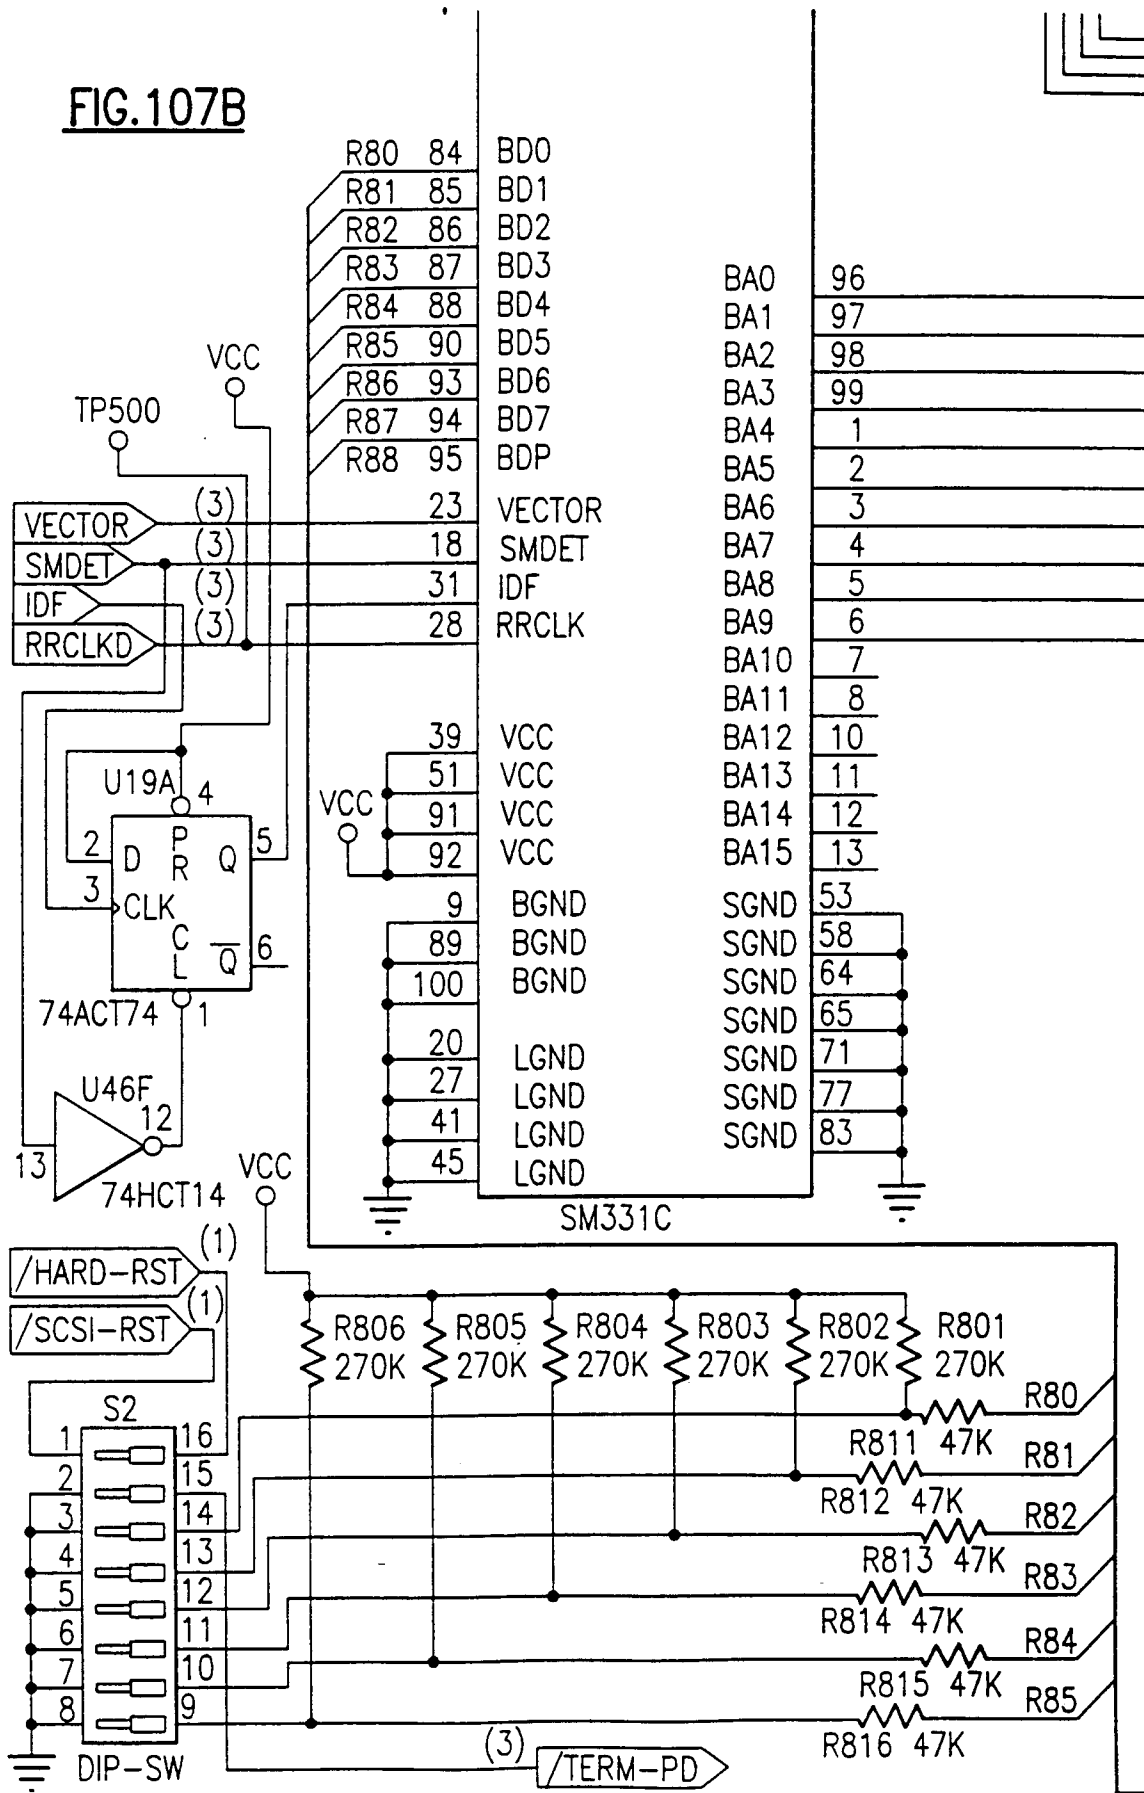 FIG.107B
R80 84 BD0
R81 85 BD1
R82 86 BD2
R83 87 BD3
R84 88 BD4
R85 90 BD5
R86 93 BD6
R87 94 BD7
R88 95 BDP
BA0 96
BA1 97
BA2 98
BA3 99
BA4 1
BA5 2
BA6 3
BA7 4
BA8 5
BA9 6
BA10 7
BA11 8
BA12 10
BA13 11
BA14 12
BA15 13
VCC
TP500
VECTOR (3) 23 VECTOR
SMDET (3) 18 SMDET
IDF (3) 31 IDF
RRCLKD (3) 28 RRCLK
39 VCC
51 VCC
91 VCC
92 VCC
VCC
9 BGND
89 BGND
100 BGND
20 LGND
27 LGND
41 LGND
45 LGND
SGND 53
SGND 58
SGND 64
SGND 65
SGND 71
SGND 77
SGND 83
SM331C
U19A 4
2 D PR Q 5
3 CLK
CL Q 6
74ACT74 1
U46F
13 12
74HCT14
VCC
/HARD-RST (1)
/SCSI-RST (1)
R806 R805 R804 R803 R802 R801
270K 270K 270K 270K 270K 270K
S2
1 16
2 15
3 14
4 13
5 12
6 11
7 10
8 9
DIP-SW
R80
R811 47K
R81
R812 47K
R82
R813 47K
R83
R814 47K
R84
R815 47K
R85
R816 47K
(3) /TERM-PD